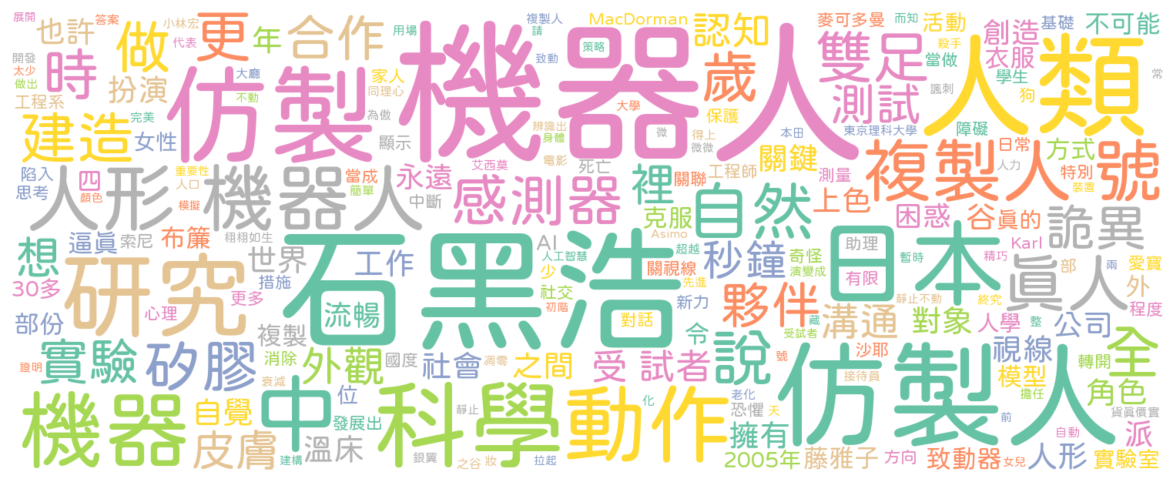 展開 答案 小林宏 代表 用場 複製人 請 MacDorman 認知 麥可多曼 而知 活動 基礎 不可能
也許 時 做 更 年 合作 機器人 致動 策略 歲 雙足 當做 殺手 創造 衣服 人類
開發 太少 做出 工程系 扮演 大廳 不動 仿製 家人 同理心 大學 保護 測試 諷刺 學生 狗 常
建造 完美 女性 為傲 顯示 辨識出 身體 微 得上 微微 本田 東京理科大學 障礙 日常 方式
陷入 思考 四 重要性 人口 顏色 簡單 模擬 當成 永遠 中斷 艾西莫 電影 死亡 工程師 關聯 關鍵 測量 複製人 人力 特別 裝置 號
人形 機器人 感測器 裡 克服 自然 上色 困惑 谷 真的 詭異
想 逼真 索尼 布簾 栩栩如生 世界 工作 AI 人工智慧 Asimo 超越 秒鐘 奇怪 演變成 助理 有限 暫時 Karl 精巧 部 兩 愛寶
30多 措施 研究 石黑浩 少 社交 初階 關視線 先進 日本 靜止不動 終究 真人 外 程度
部份 心理 更多 複製 流暢 對話 新力 令 夥伴 受試者 藏 溝通 對象 人學 整 公司
證明 實驗 矽膠 消除 外觀 國度 社會 凋零 之間 受試者 說 號 沙耶 視線 模型 擔任 轉開 全
機器 衰減 自覺 中 位 發展出 科學 靜止 動作 化 老化 恐懼 天 仿製人 接待員 前 角色 貨真價實
皮膚 建構 溫床 銀翼 之谷 妝 拉起 擁有 2005年 藤雅子 方向 致動器 女兒 人形 自動 派 實驗室